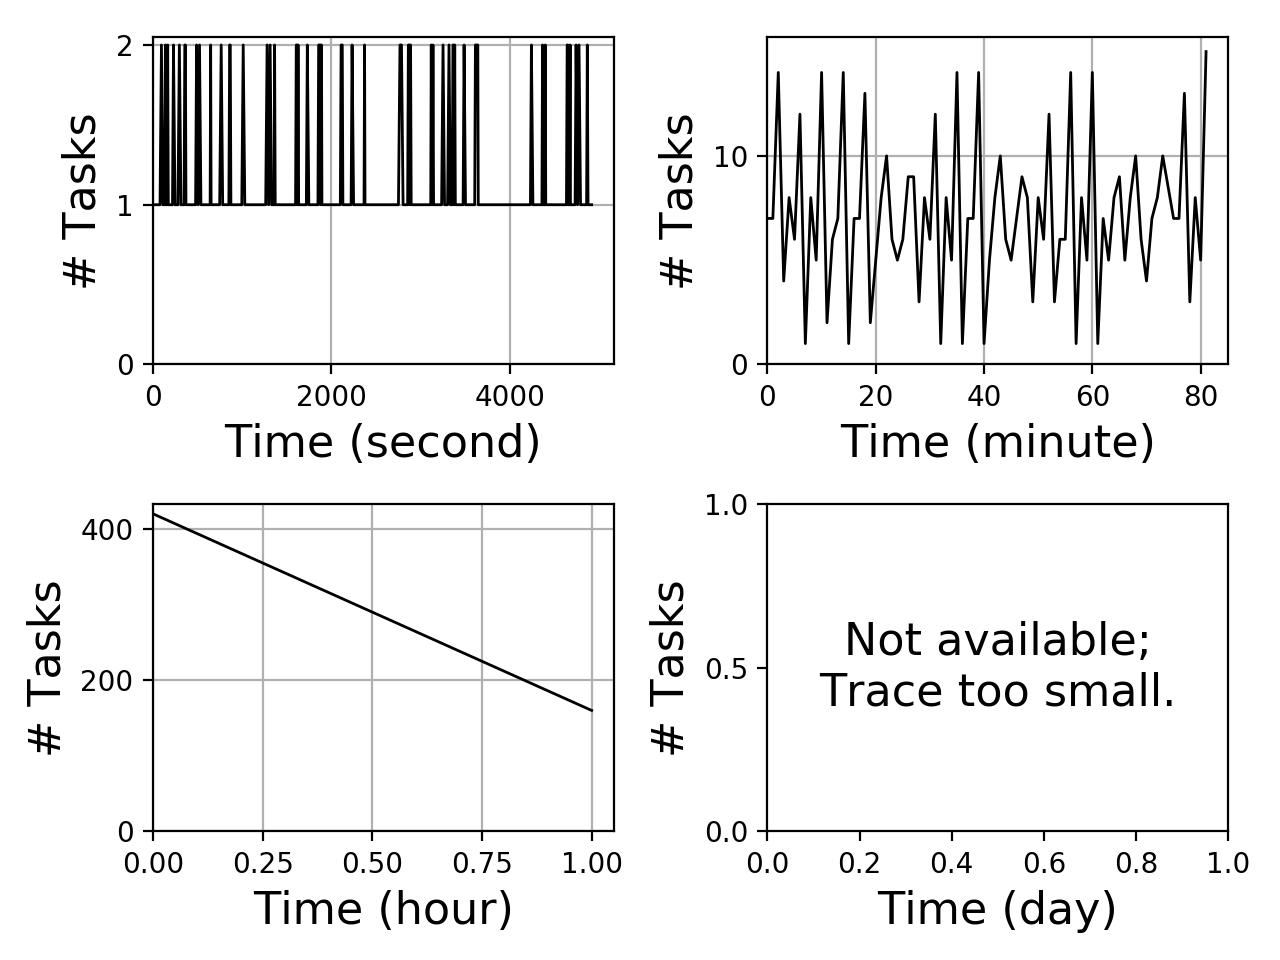 # Tasks
2
1
0
0 2000 4000
Time (second)
# Tasks
10
0
0 20 40 60 80
Time (minute)
# Tasks
400
200
0
0.00 0.25 0.50 0.75 1.00
Time (hour)
# Tasks
1.0
0.5
0.0
Not available;
Trace too small.
0.0 0.2 0.4 0.6 0.8 1.0
Time (day)